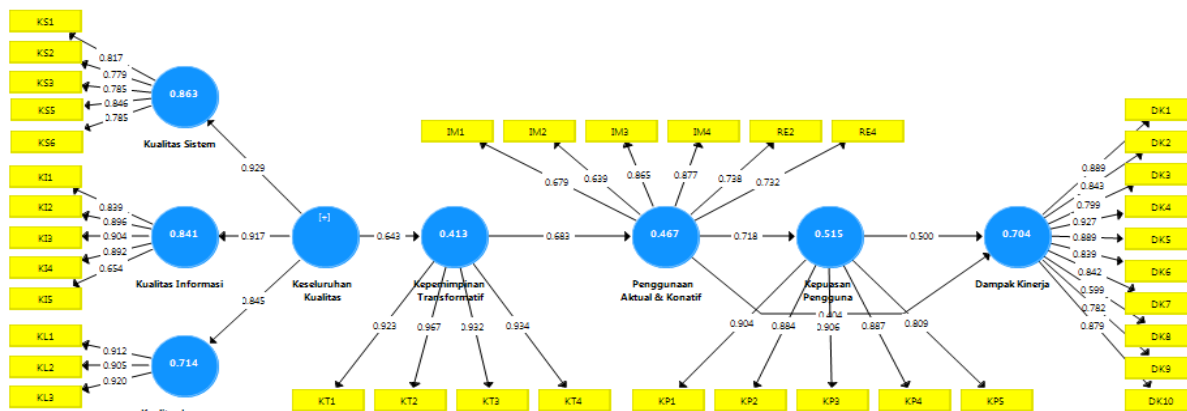 KS1
KS2
KS3
KS5
KS6
0.817
0.779
0.785
0.846
0.785
0.863
Kualitas Sistem
0.929
KI1
KI2
KI3
KI4
KI5
0.839
0.896
0.904
0.892
0.654
0.841
Kualitas Informasi
0.917
KL1
KL2
KL3
0.912
0.905
0.920
0.714
0.845
[+]
Keseluruhan
Kualitas
0.643
0.413
Kepemimpinan
Transformatif
0.923
0.967
0.932
0.934
KT1
KT2
KT3
KT4
0.683
IM1
IM2
IM3
IM4
RE2
RE4
0.679
0.639
0.865
0.877
0.738
0.732
0.467
Penggunaan
Aktual & Konatif
0.718
0.515
Kepuasan
Pengguna
0.904
0.884
0.906
0.887
0.809
KP1
KP2
KP3
KP4
KP5
0.500
0.704
Dampak Kinerja
0.889
0.843
0.799
0.927
0.889
0.839
0.842
0.599
0.782
0.879
DK1
DK2
DK3
DK4
DK5
DK6
DK7
DK8
DK9
DK10